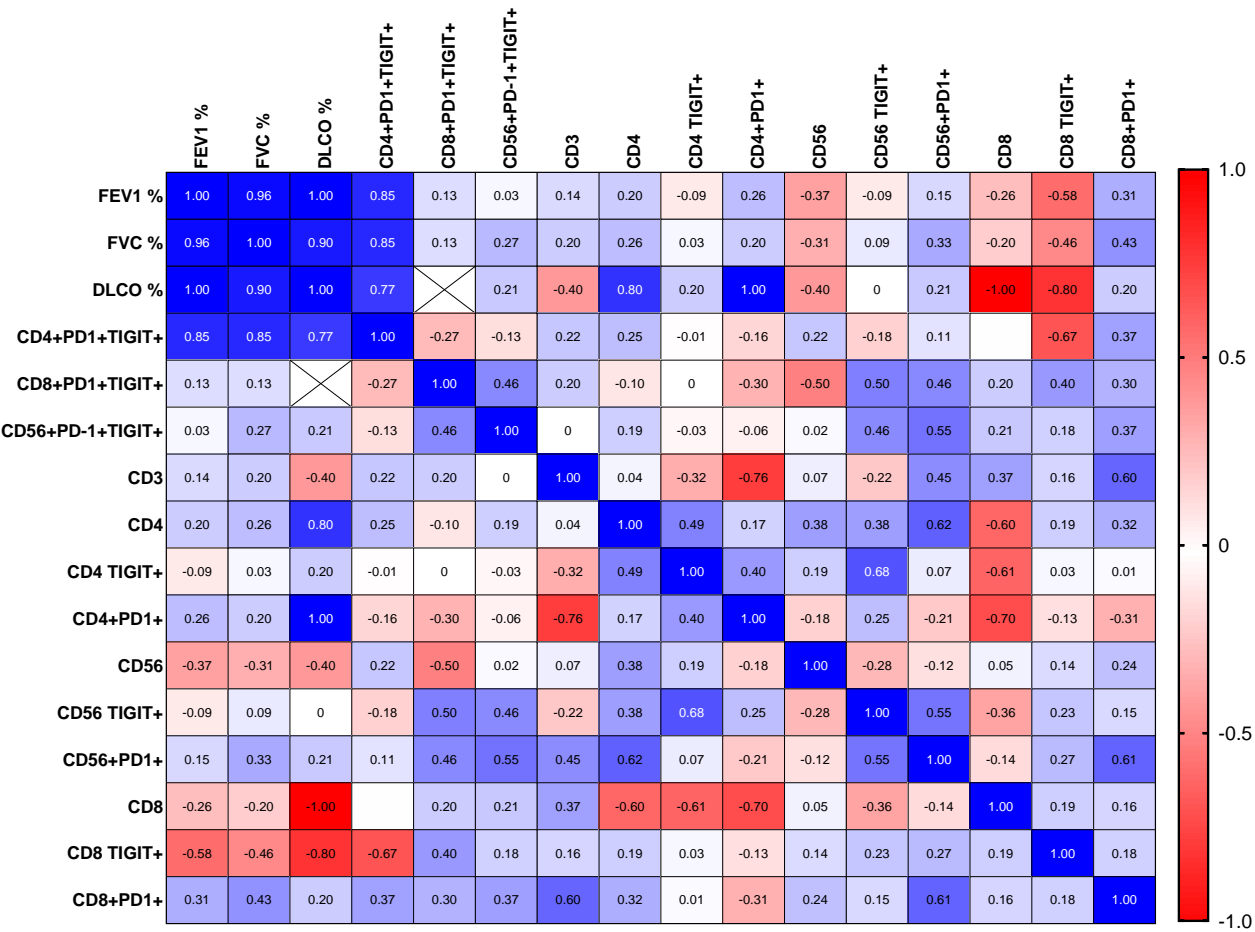 FEV1 % FVC % DLCO % CD4+PD1+TIGIT+ CD8+PD1+TIGIT+ CD56+PD-1+TIGIT+ CD3 CD4 CD4 TIGIT+ CD4+PD1+ CD56 CD56 TIGIT+ CD56+PD1+ CD8 CD8 TIGIT+ CD8+PD1+
FEV1 % 1.00 0.96 1.00 0.85 0.13 0.03 0.14 0.20 -0.09 0.26 -0.37 -0.09 0.15 -0.26 -0.58 0.31
FVC % 0.96 1.00 0.90 0.85 0.13 0.27 0.20 0.26 0.03 0.20 -0.31 0.09 0.33 -0.20 -0.46 0.43
DLCO % 1.00 0.90 1.00 0.77 0.21 -0.40 0.80 0.20 1.00 -0.40 0 0.21 -1.00 -0.80 0.20
CD4+PD1+TIGIT+ 0.85 0.85 0.77 1.00 -0.27 -0.13 0.22 0.25 -0.01 -0.16 0.22 -0.18 0.11 -0.67 0.37
CD8+PD1+TIGIT+ 0.13 0.13 -0.27 1.00 0.46 0.20 -0.10 0 -0.30 -0.50 0.50 0.46 0.20 0.40 0.30
CD56+PD-1+TIGIT+ 0.03 0.27 0.21 -0.13 0.46 1.00 0 0.19 -0.03 -0.06 0.02 0.46 0.55 0.21 0.18 0.37
CD3 0.14 0.20 -0.40 0.22 0.20 0 1.00 0.04 -0.32 -0.76 0.07 -0.22 0.45 0.37 0.16 0.60
CD4 0.20 0.26 0.80 0.25 -0.10 0.19 0.04 1.00 0.49 0.17 0.38 0.38 0.62 -0.60 0.19 0.32
CD4 TIGIT+ -0.09 0.03 0.20 -0.01 0 -0.03 -0.32 0.49 1.00 0.40 0.19 0.68 0.07 -0.61 0.03 0.01
CD4+PD1+ 0.26 0.20 1.00 -0.16 -0.30 -0.06 -0.76 0.17 0.40 1.00 -0.18 0.25 -0.21 -0.70 -0.13 -0.31
CD56 -0.37 -0.31 -0.40 0.22 -0.50 0.02 0.07 0.38 0.19 -0.18 1.00 -0.28 -0.12 0.05 0.14 0.24
CD56 TIGIT+ -0.09 0.09 0 -0.18 0.50 0.46 -0.22 0.38 0.68 0.25 -0.28 1.00 0.55 -0.36 0.23 0.15
CD56+PD1+ 0.15 0.33 0.21 0.11 0.46 0.55 0.45 0.62 0.07 -0.21 -0.12 0.55 1.00 -0.14 0.27 0.61
CD8 -0.26 -0.20 -1.00 0.20 0.21 0.37 -0.60 -0.61 -0.70 0.05 -0.36 -0.14 1.00 0.19 0.16
CD8 TIGIT+ -0.58 -0.46 -0.80 -0.67 0.40 0.18 0.16 0.19 0.03 -0.13 0.14 0.23 0.27 0.19 1.00 0.18
CD8+PD1+ 0.31 0.43 0.20 0.37 0.30 0.37 0.60 0.32 0.01 -0.31 0.24 0.15 0.61 0.16 0.18 1.00
1.0
0.5
0
-0.5
-1.0